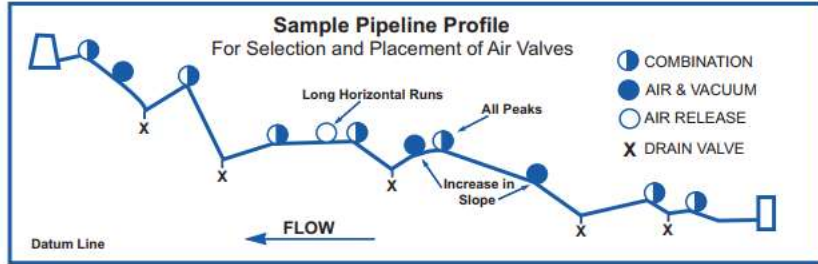 Sample Pipeline Profile
For Selection and Placement of Air Valves
COMBINATION
AIR & VACUUM
AIR RELEASE
X DRAIN VALVE
Long Horizontal Runs
All Peaks
Increase in
Slope
X
X
X
X
X
FLOW
Datum Line